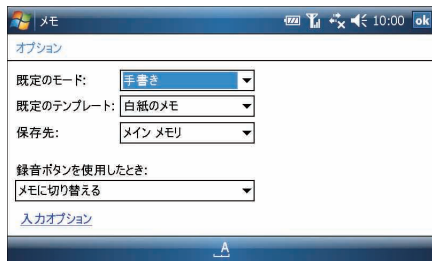 メモ 10:00 ok
オプション
既定のモード: 手書き
既定のテンプレート: 白紙のメモ
保存先: メイン メモリ
録音ボタンを使用したとき:
メモに切り替える
入力オプション
A